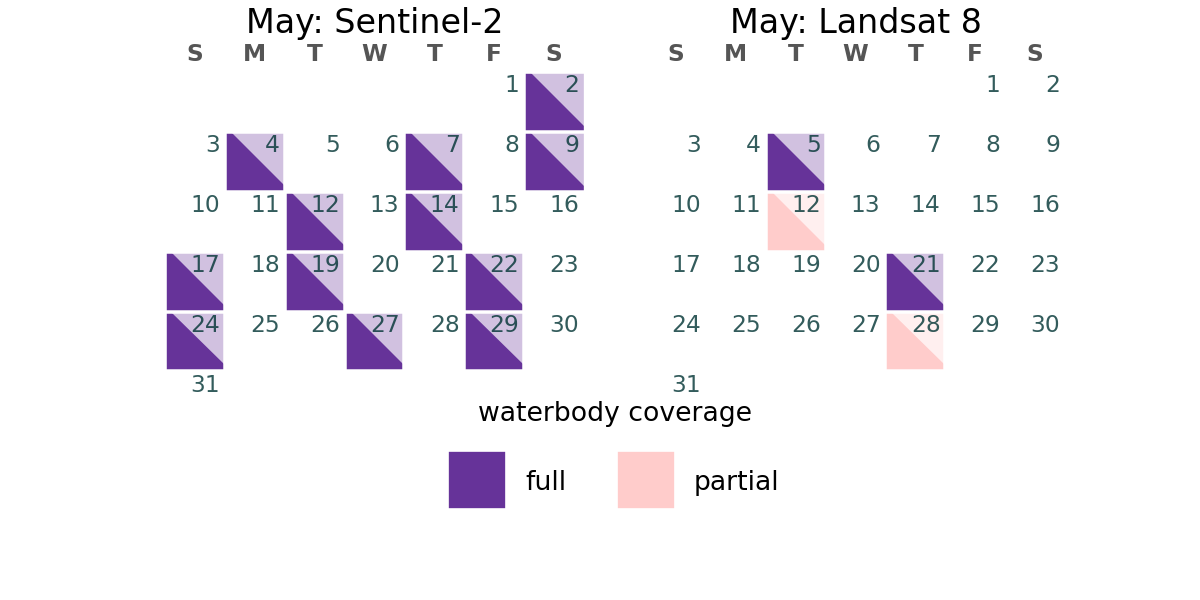 May: Sentinel-2
S M T W T F S
1 2
3 4 5 6 7 8 9
10 11 12 13 14 15 16
17 18 19 20 21 22 23
24 25 26 27 28 29 30
31
May: Landsat 8
S M T W T F S
1 2
3 4 5 6 7 8 9
10 11 12 13 14 15 16
17 18 19 20 21 22 23
24 25 26 27 28 29 30
31
waterbody coverage
full
partial